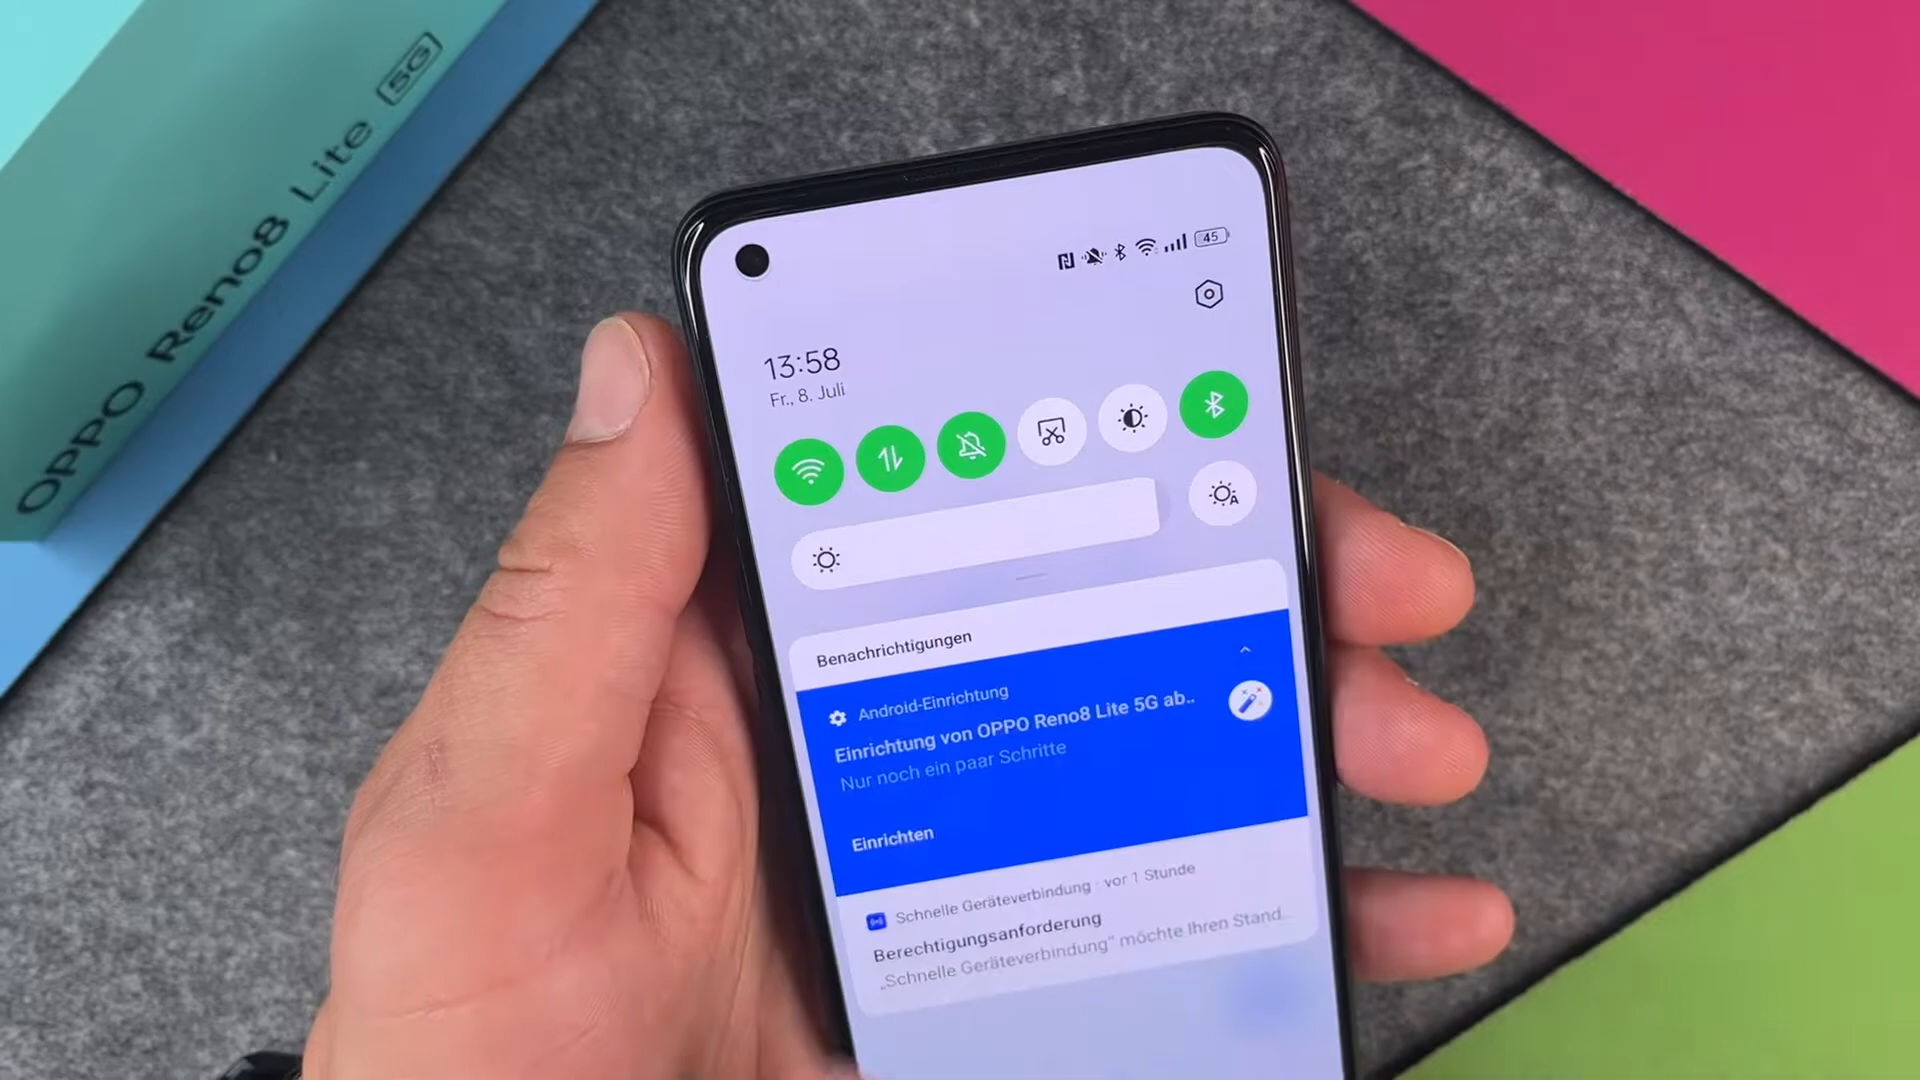 OPPO Reno8 Lite 5G
45
13:58
Fr., 8. Juli
A
Benachrichtigungen
Android-Einrichtung
Einrichtung von OPPO Reno8 Lite 5G ab..
Nur noch ein paar Schritte
Einrichten
Schnelle Geräteverbindung · vor 1 Stunde
Berechtigungsanforderung
„Schnelle Geräteverbindung" möchte Ihren Stand...